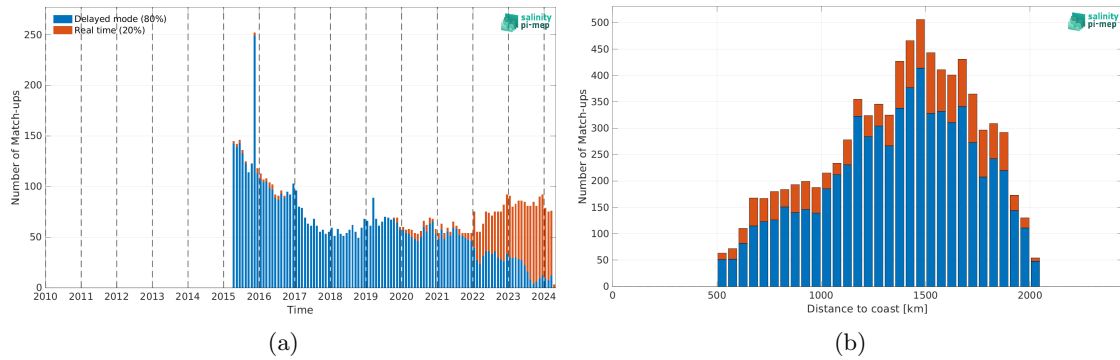 Delayed mode (80%)
Real time (20%)
salinity
pi-mep
Number of Match-ups
250
200
150
100
50
0
2010 2011 2012 2013 2014 2015 2016 2017 2018 2019 2020 2021 2022 2023 2024
Time
(a)
salinity
pi-mep
Number of Match-ups
500
450
400
350
300
250
200
150
100
50
0
0 500 1000 1500 2000
Distance to coast [km]
(b)